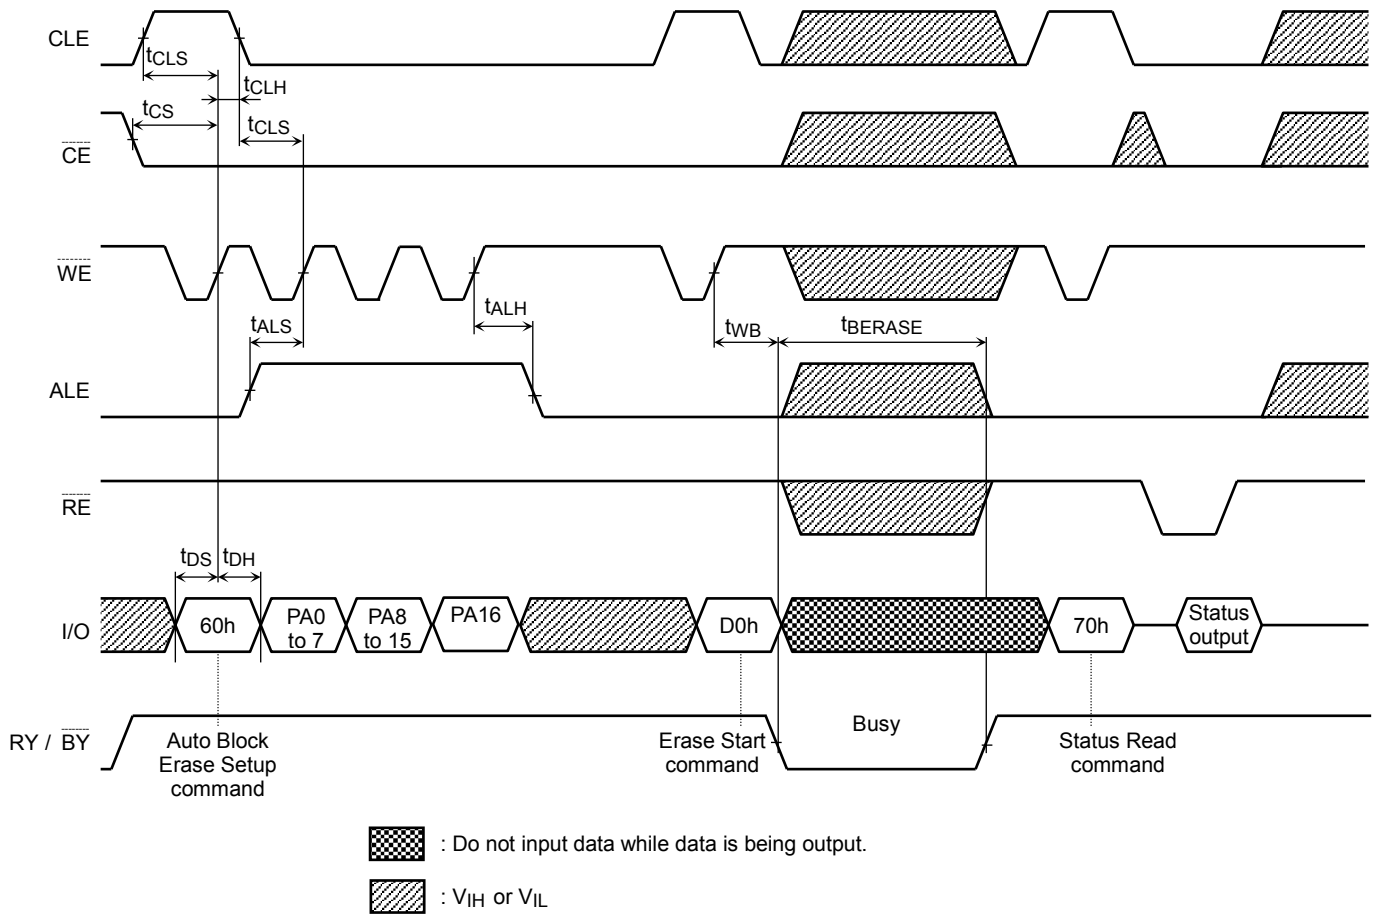 CLE
tCLS
tCLH
tCS
tCLS
CE
WE
tALS
tALH
tWB
tBERASE
ALE
RE
tDS
tDH
I/O
60h
PA0
to 7
PA8
to 15
PA16
D0h
70h
Status
output
RY / BY
Busy
Auto Block
Erase Setup
command
Erase Start
command
Status Read
command
: Do not input data while data is being output.
: VIH or VIL